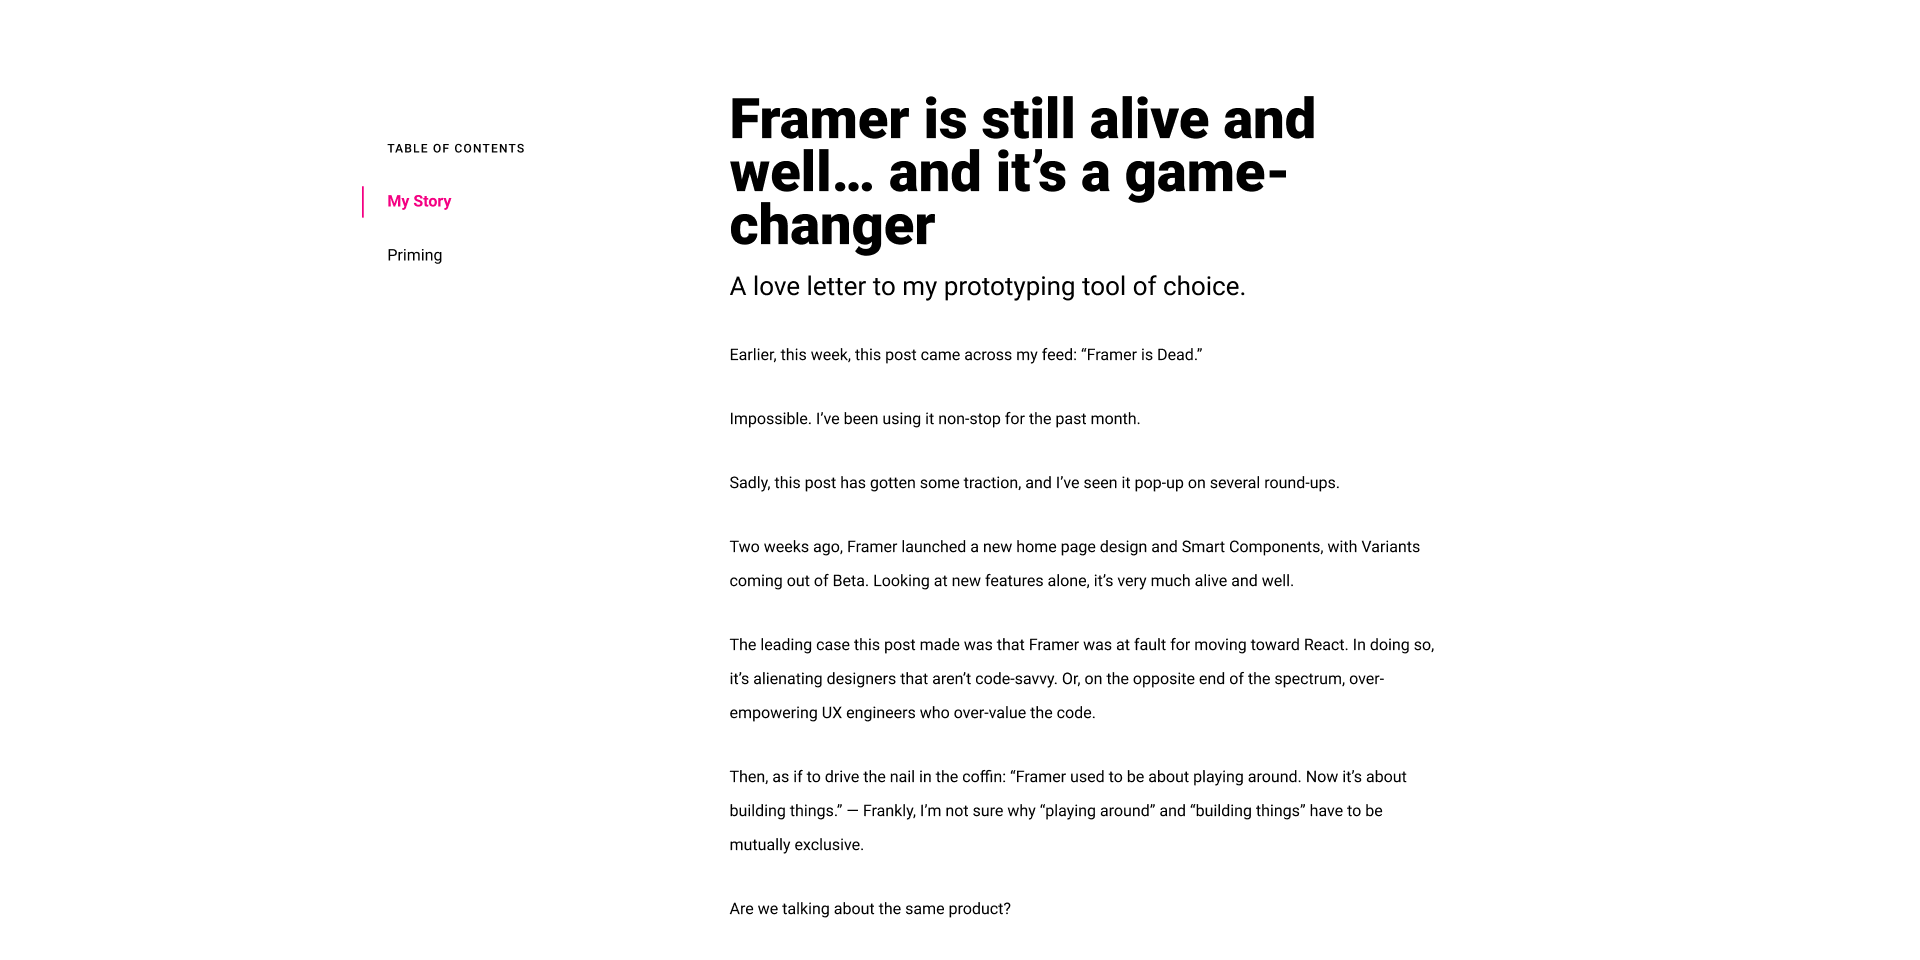 TABLE OF CONTENTS
My Story
Priming
Framer is still alive and
well… and it’s a game-
changer
A love letter to my prototyping tool of choice.
Earlier, this week, this post came across my feed: “Framer is Dead.”
Impossible. I’ve been using it non-stop for the past month.
Sadly, this post has gotten some traction, and I’ve seen it pop-up on several round-ups.
Two weeks ago, Framer launched a new home page design and Smart Components, with Variants
coming out of Beta. Looking at new features alone, it’s very much alive and well.
The leading case this post made was that Framer was at fault for moving toward React. In doing so,
it’s alienating designers that aren’t code-savvy. Or, on the opposite end of the spectrum, over-
empowering UX engineers who over-value the code.
Then, as if to drive the nail in the coffin: “Framer used to be about playing around. Now it’s about
building things.” — Frankly, I’m not sure why “playing around” and “building things” have to be
mutually exclusive.
Are we talking about the same product?